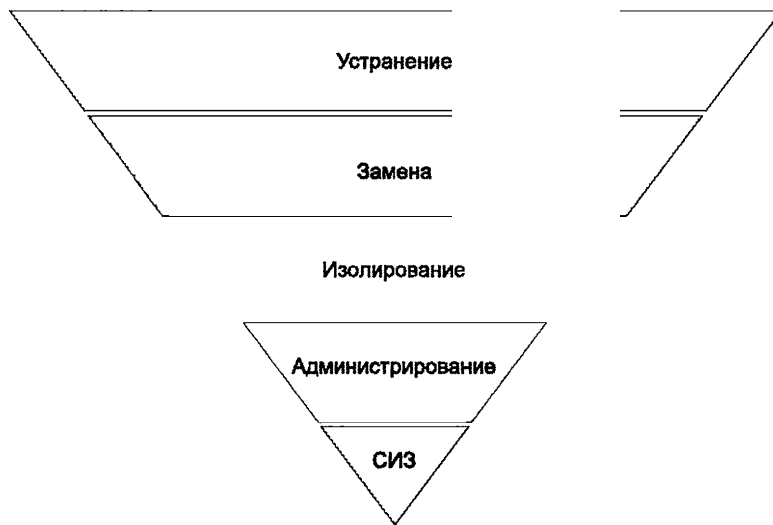 Устранение
Замена
Изолирование
Администрирование
СИЗ